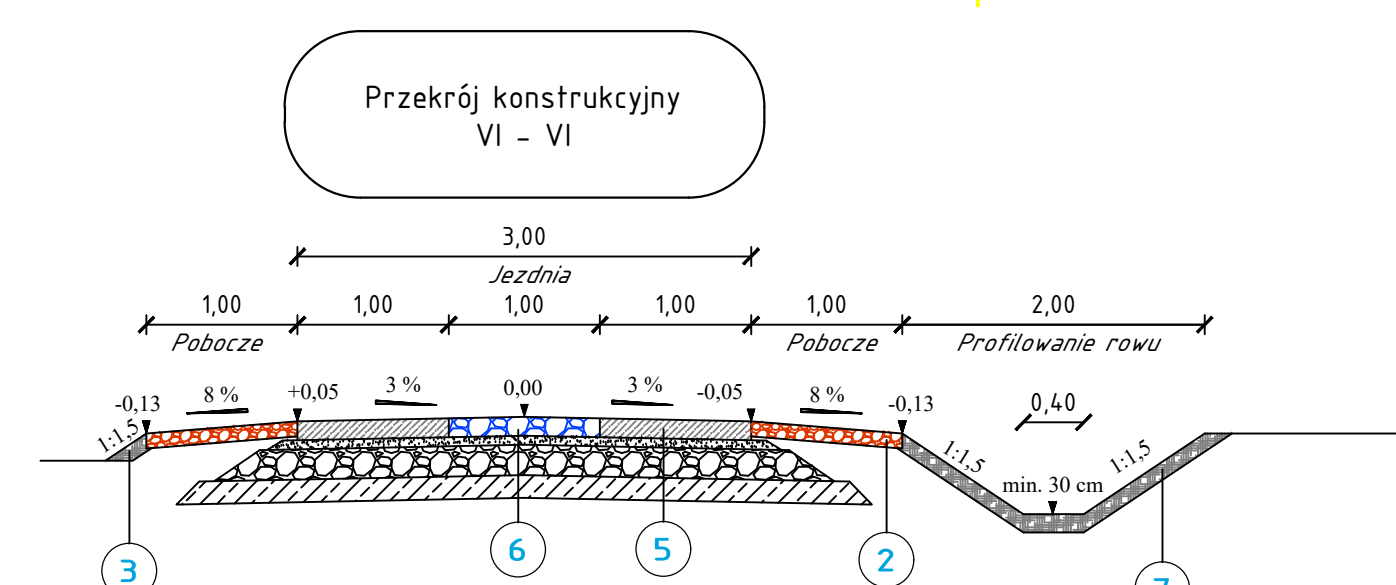 Przekrój konstrukcyjny
VI - VI
3,00
Jezdnia
1,00 1,00 1,00 1,00 1,00 2,00
Pobocze Pobocze Profilowanie rowu
-0,13 8 % +0,05 3 % 0,00 3 % -0,05 8 % -0,13 0,40
1:1,5 1:1,5 min. 30 cm 1:1,5
3 6 5 2 7